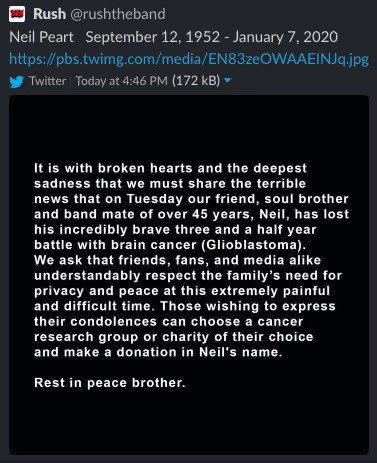 Rush @rushtheband
Neil Peart September 12, 1952 - January 7, 2020
https://pbs.twimg.com/media/EN83zeOWAAEINJq.jpg
Twitter Today at 4:46 PM (172 kB)
It is with broken hearts and the deepest
sadness that we must share the terrible
news that on Tuesday our friend, soul brother
and band mate of over 45 years, Neil, has lost
his incredibly brave three and a half year
battle with brain cancer (Glioblastoma).
We ask that friends, fans, and media alike
understandably respect the family’s need for
privacy and peace at this extremely painful
and difficult time. Those wishing to express
their condolences can choose a cancer
research group or charity of their choice
and make a donation in Neil's name.
Rest in peace brother.